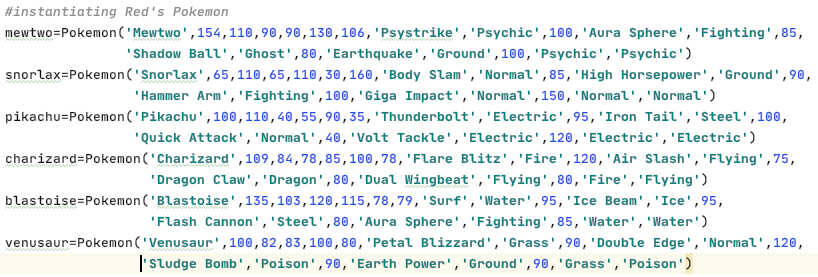 #instantiating Red's Pokemon
mewtwo=Pokemon('Mewtwo',154,110,90,90,130,106,'Psystrike','Psychic',100,'Aura Sphere','Fighting',85,
'Shadow Ball','Ghost',80,'Earthquake','Ground',100,'Psychic','Psychic')
snorlax=Pokemon('Snorlax',65,110,65,110,30,160,'Body Slam','Normal',85,'High Horsepower','Ground',90,
'Hammer Arm','Fighting',100,'Giga Impact','Normal',150,'Normal','Normal')
pikachu=Pokemon('Pikachu',100,110,40,55,90,35,'Thunderbolt','Electric',95,'Iron Tail','Steel',100,
'Quick Attack','Normal',40,'Volt Tackle','Electric',120,'Electric','Electric')
charizard=Pokemon('Charizard',109,84,78,85,100,78,'Flare Blitz','Fire',120,'Air Slash','Flying',75,
'Dragon Claw','Dragon',80,'Dual Wingbeat','Flying',80,'Fire','Flying')
blastoise=Pokemon('Blastoise',135,103,120,115,78,79,'Surf','Water',95,'Ice Beam','Ice',95,
'Flash Cannon','Steel',80,'Aura Sphere','Fighting',85,'Water','Water')
venusaur=Pokemon('Venusaur',100,82,83,100,80,'Petal Blizzard','Grass',90,'Double Edge','Normal',120,
'Sludge Bomb','Poison',90,'Earth Power','Ground',90,'Grass','Poison')